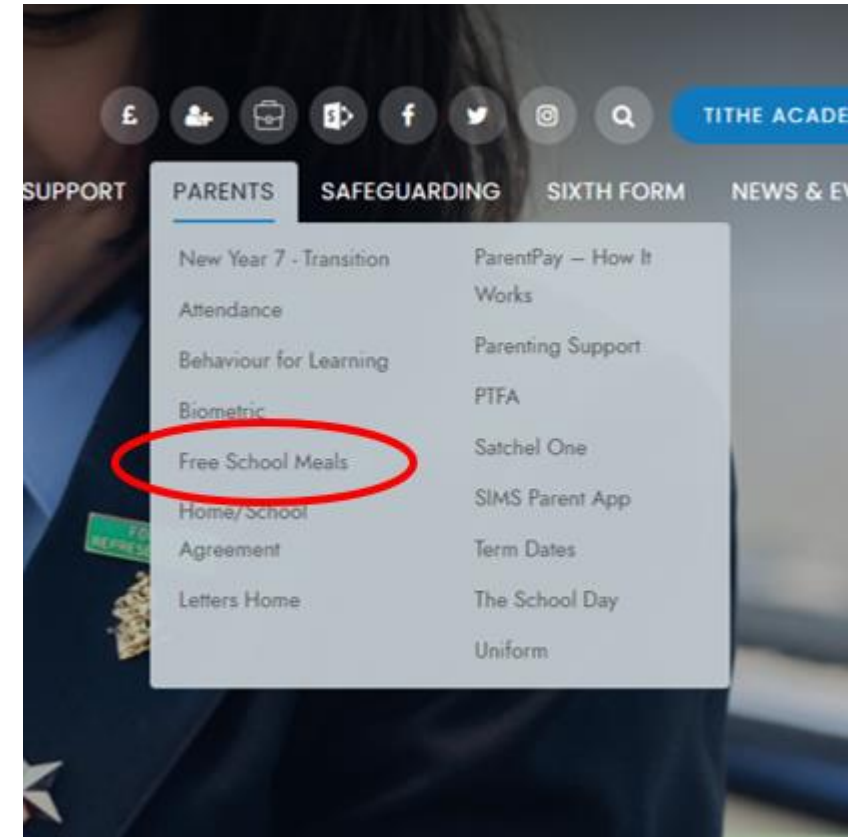 £
TITHE ACADE
SUPPORT PARENTS SAFEGUARDING SIXTH FORM NEWS & EV
New Year 7 - Transition
Attendance
Behaviour for Learning
Biometric
Free School Meals
Home/School
Agreement
Letters Home
ParentPay – How It
Works
Parenting Support
PTFA
Satchel One
SIMS Parent App
Term Dates
The School Day
Uniform